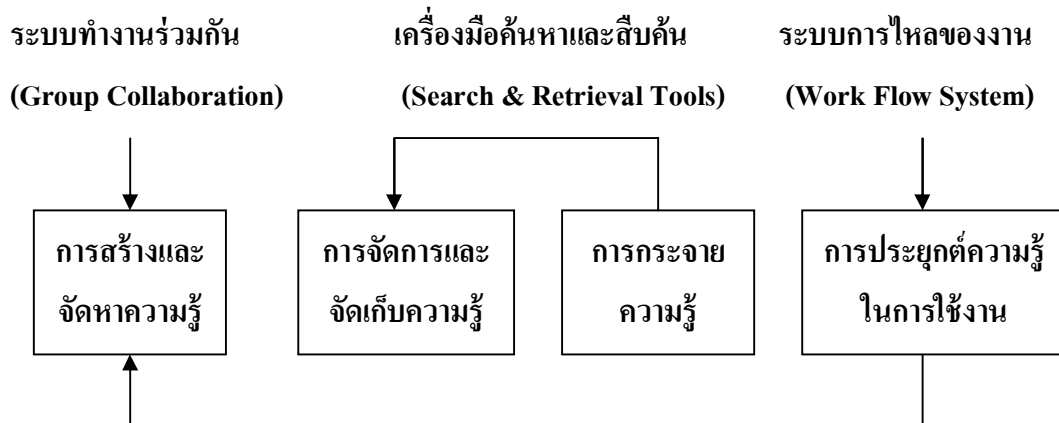 ระบบทำงานร่วมกัน
(Group Collaboration)
เครื่องมือค้นหาและสืบค้น
(Search & Retrieval Tools)
ระบบการไหลของงาน
(Work Flow System)
การสร้างและ
จัดหาความรู้
การจัดการและ
จัดเก็บความรู้
การกระจาย
ความรู้
การประยุกต์ความรู้
ในการใช้งาน